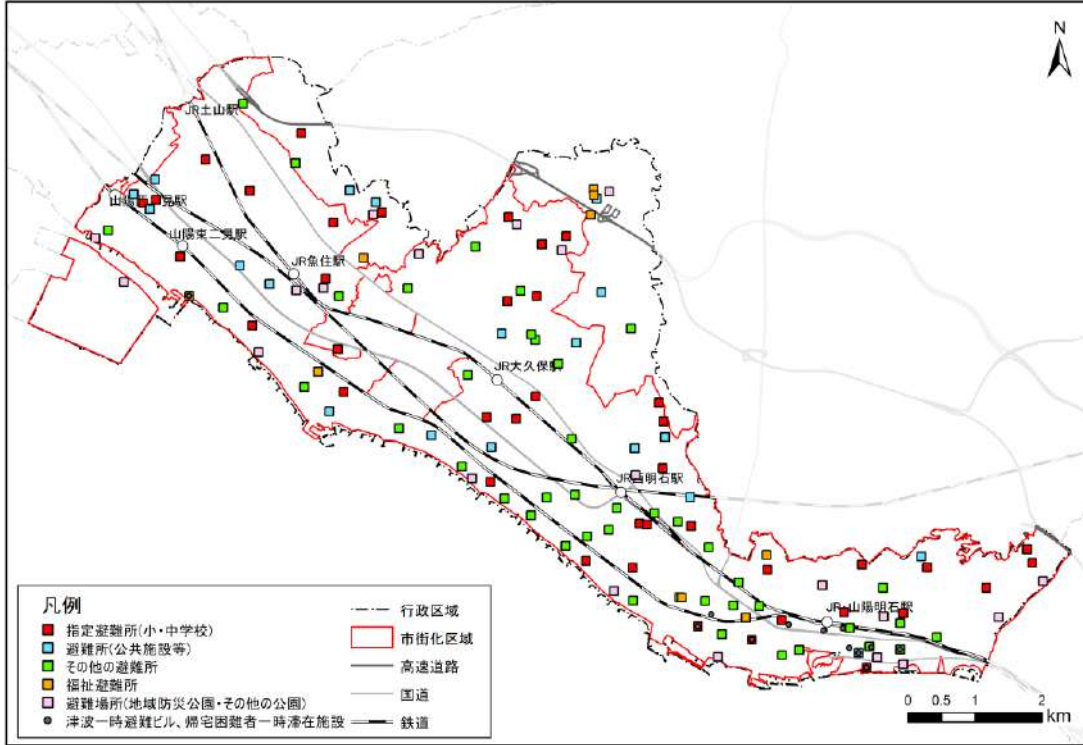 N
JR土山駅
見駅
山陽東二見駅
JR魚住駅
JR大久保駅
JR西明石駅
JR・山陽明石駅
凡例
指定避難所(小・中学校)
避難所(公共施設等)
その他の避難所
福祉避難所
避難場所(地域防災公園・その他の公園)
津波一時避難ビル、帰宅困難者一時滞在施設
行政区域
市街化区域
高速道路
国道
鉄道
0 0.5 1 2
km